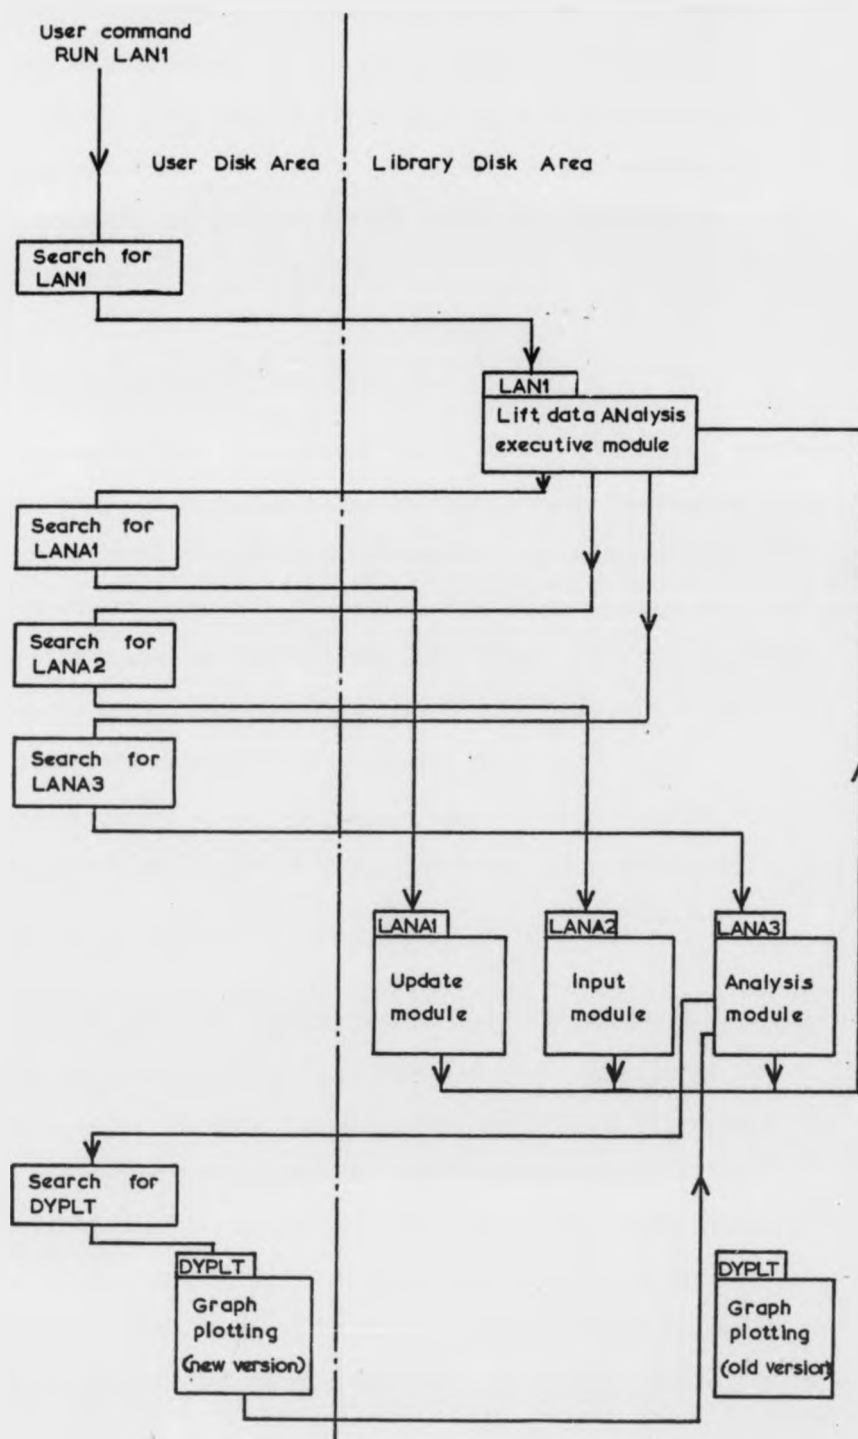 User command
RUN LAN1
User Disk Area
Library Disk Area
Search for
LAN1
LAN1
Lift data ANalysis
executive module
Search for
LANA1
Search for
LANA2
Search for
LANA3
LANA1
Update
module
LANA2
Input
module
LANA3
Analysis
module
Search for
DYPLT
DYPLT
Graph
plotting
(new version)
DYPLT
Graph
plotting
(old version)